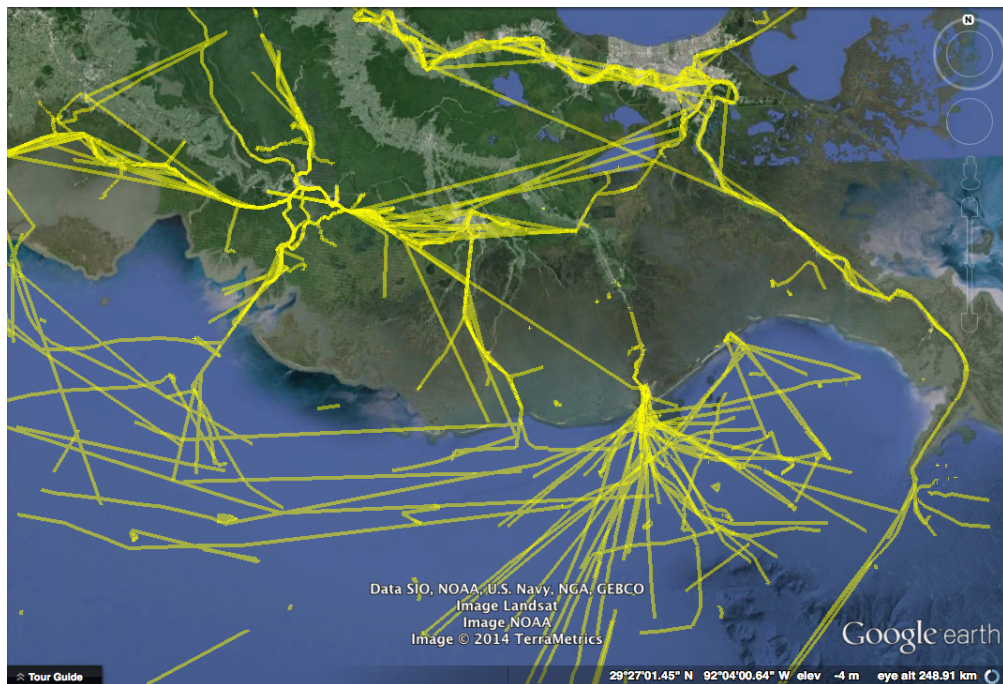 N
Data SIO, NOAA, U.S. Navy, NGA, GEBCO
Image Landsat
Image NOAA
Image © 2014 TerraMetrics
Google earth
Tour Guide
29°27'01.45" N 92°04'00.64" W elev -4 m eye alt 248.91 km